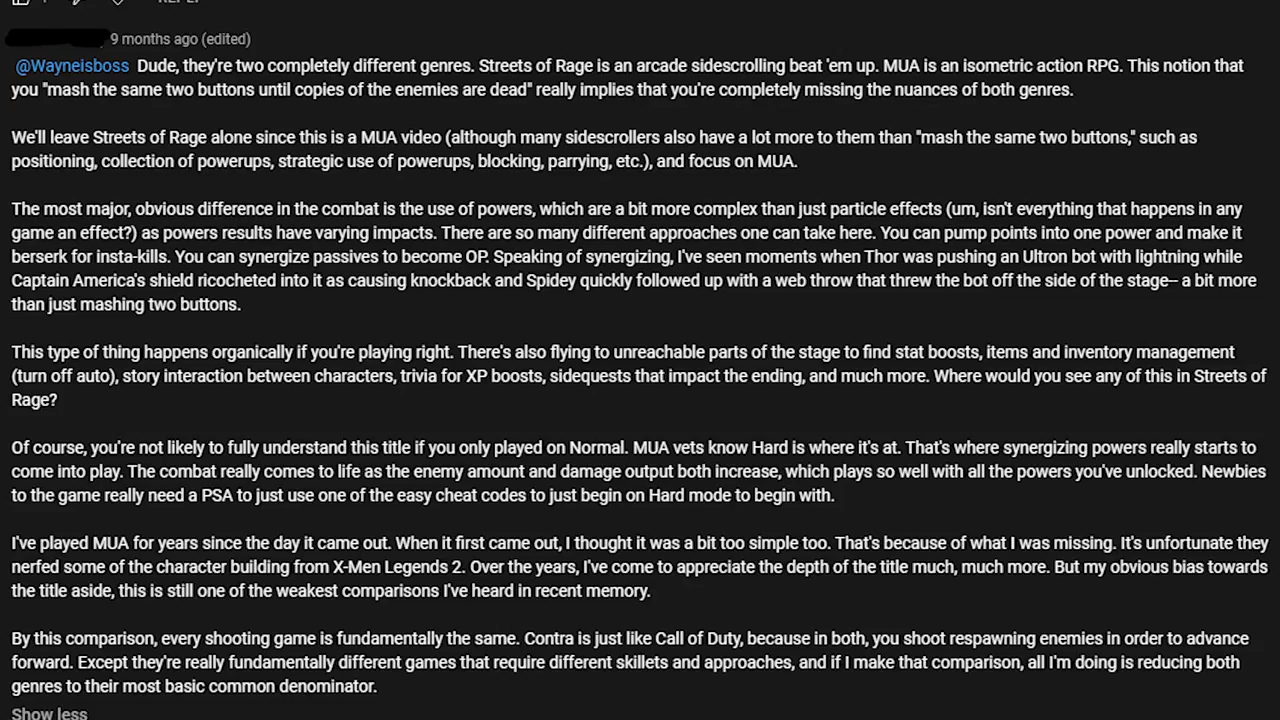 9 months ago (edited)
@Wayneisboss Dude, they're two completely different genres. Streets of Rage is an arcade sidescrolling beat 'em up. MUA is an isometric action RPG. This notion that
you "mash the same two buttons until copies of the enemies are dead" really implies that you're completely missing the nuances of both genres.
We'll leave Streets of Rage alone since this is a MUA video (although many sidescrollers also have a lot more to them than "mash the same two buttons," such as
positioning, collection of powerups, strategic use of powerups, blocking, parrying, etc.), and focus on MUA.
The most major, obvious difference in the combat is the use of powers, which are a bit more complex than just particle effects (um, isn't everything that happens in any
game an effect?) as powers results have varying impacts. There are so many different approaches one can take here. You can pump points into one power and make it
berserk for insta-kills. You can synergize passives to become OP. Speaking of synergizing, I've seen moments when Thor was pushing an Ultron bot with lightning while
Captain America's shield ricocheted into it as causing knockback and Spidey quickly followed up with a web throw that threw the bot off the side of the stage-- a bit more
than just mashing two buttons.
This type of thing happens organically if you're playing right. There's also flying to unreachable parts of the stage to find stat boosts, items and inventory management
(turn off auto), story interaction between characters, trivia for XP boosts, sidequests that impact the ending, and much more. Where would you see any of this in Streets of
Rage?
Of course, you're not likely to fully understand this title if you only played on Normal. MUA vets know Hard is where it's at. That's where synergizing powers really starts to
come into play. The combat really comes to life as the enemy amount and damage output both increase, which plays so well with all the powers you've unlocked. Newbies
to the game really need a PSA to just use one of the easy cheat codes to just begin on Hard mode to begin with.
I've played MUA for years since the day it came out. When it first came out, I thought it was a bit too simple too. That's because of what I was missing. It's unfortunate they
nerfed some of the character building from X-Men Legends 2. Over the years, I've come to appreciate the depth of the title much, much more. But my obvious bias towards
the title aside, this is still one of the weakest comparisons I've heard in recent memory.
By this comparison, every shooting game is fundamentally the same. Contra is just like Call of Duty, because in both, you shoot respawning enemies in order to advance
forward. Except they're really fundamentally different games that require different skillets and approaches, and if I make that comparison, all I'm doing is reducing both
genres to their most basic common denominator.
Show less